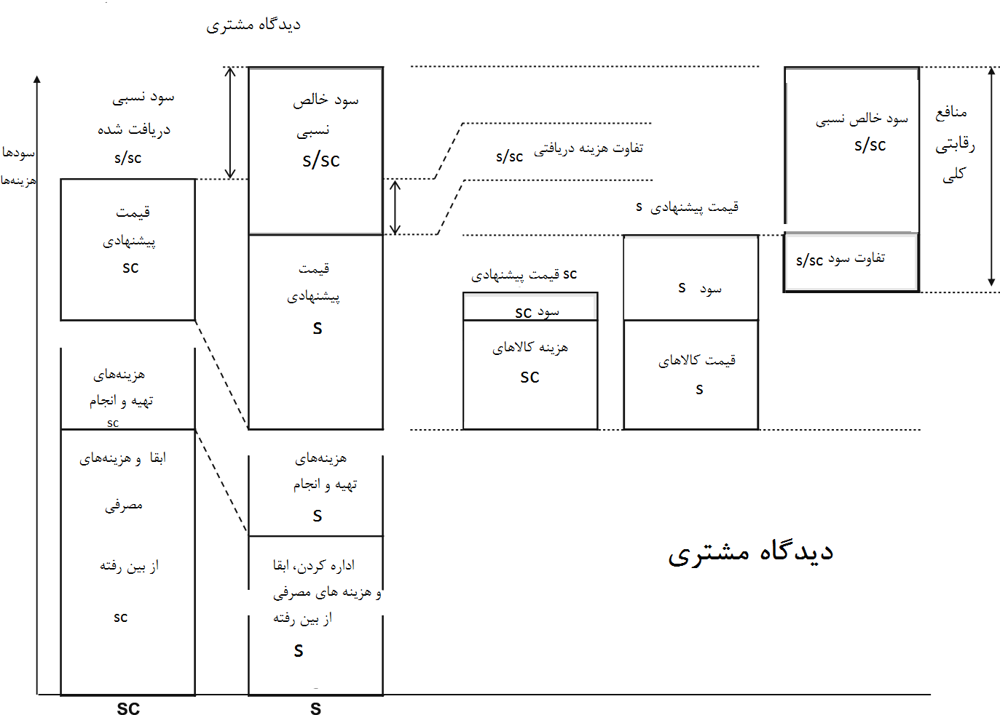 دیدگاه مشتری
سودها
هزینه‌ها
سود نسبی
دریافت شده
s/sc
قیمت
پیشنهادی
sc
هزینه‌های
تهیه و انجام
sc
ابقا و هزینه‌های
مصرفی
از بین رفته
sc
SC
سود خالص
نسبی
s/sc
قیمت
پیشنهادی
s
هزینه‌های
تهیه و انجام
s
اداره کردن، ابقا
و هزینه های مصرفی
از بین رفته
s
S
تفاوت هزینه دریافتی s/sc
قیمت پیشنهادی s
قیمت پیشنهادی sc
سود sc
هزینه کالاهای
sc
سود s
قیمت کالاهای
s
سود خالص نسبی
s/sc
تفاوت سود s/sc
منافع
رقابتی
کلی
دیدگاه مشتری